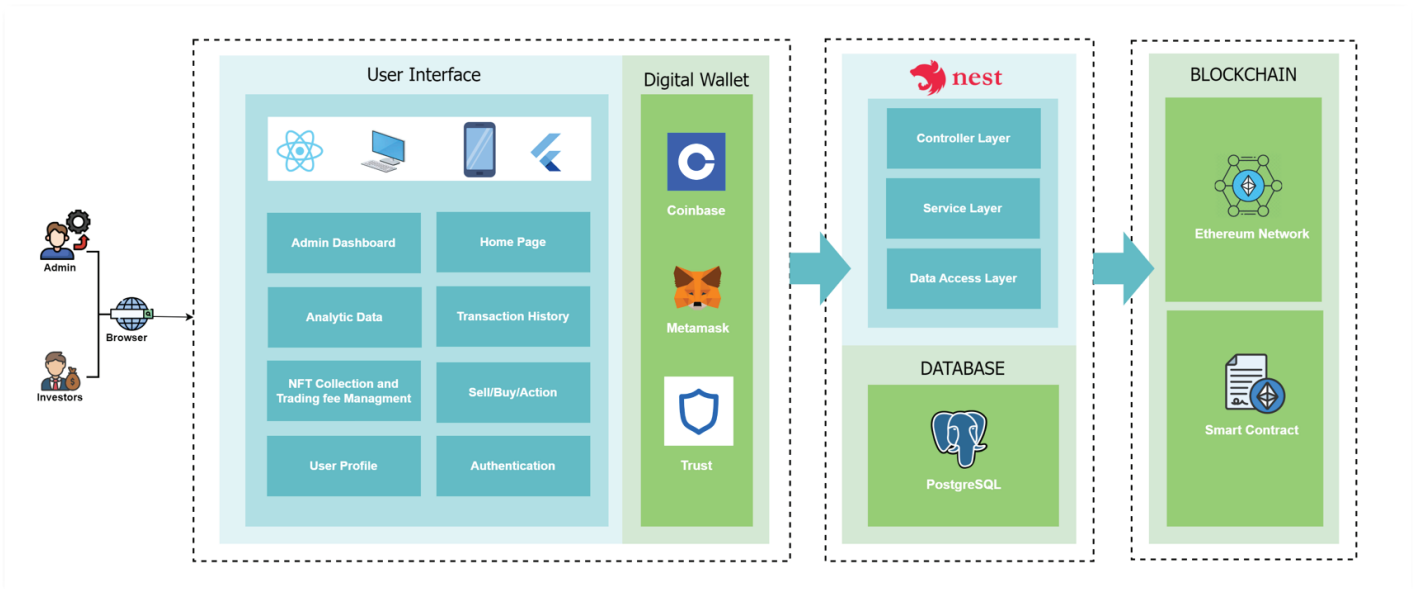 User Interface
Digital Wallet
nest
BLOCKCHAIN
Controller Layer
Coinbase
Service Layer
Admin Dashboard
Home Page
Ethereum Network
Admin
Data Access Layer
Analytic Data
Transaction History
Metamask
Browser
DATABASE
NFT Collection and
Trading fee Managment
Sell/Buy/Action
Investors
Smart Contract
User Profile
Authentication
Trust
PostgreSQL